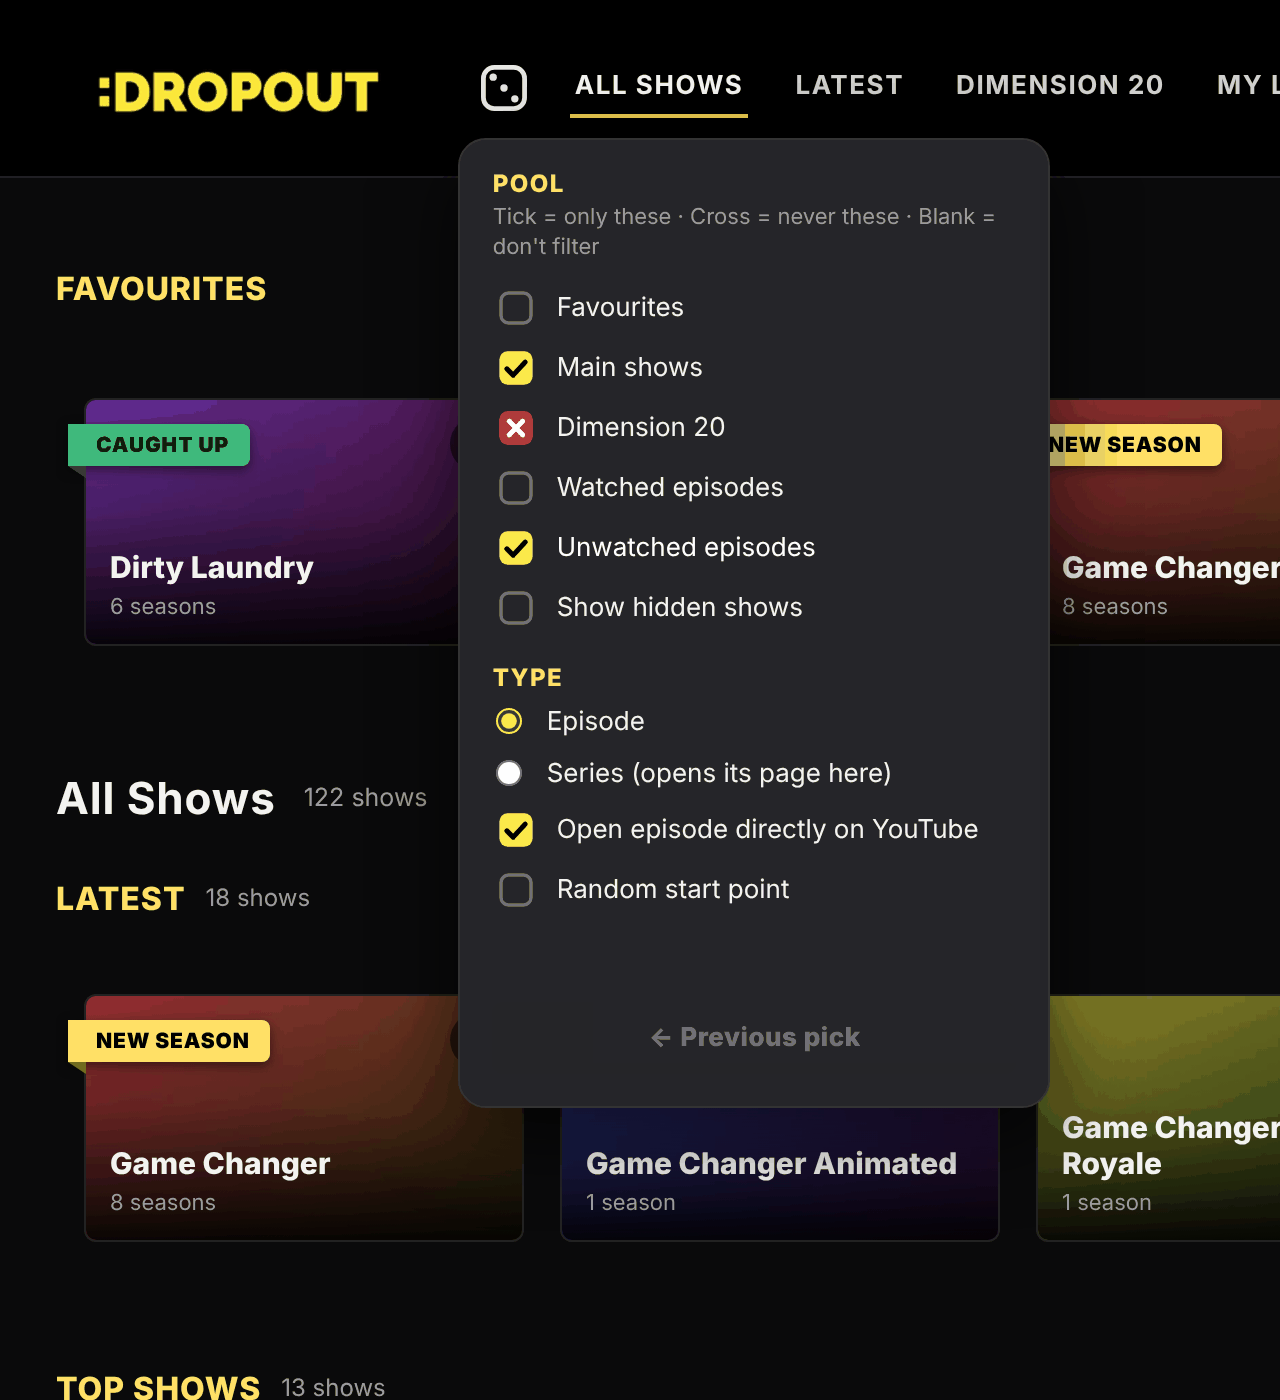 :DROPOUT
ALL SHOWS
LATEST
DIMENSION 20
MY L
POOL
Tick = only these · Cross = never these · Blank =
don't filter
Favourites
Main shows
Dimension 20
Watched episodes
Unwatched episodes
Show hidden shows
TYPE
Episode
Series (opens its page here)
Open episode directly on YouTube
Random start point
← Previous pick
FAVOURITES
CAUGHT UP
Dirty Laundry
6 seasons
NEW SEASON
Game Changer
8 seasons
All Shows 122 shows
LATEST 18 shows
NEW SEASON
Game Changer
8 seasons
Game Changer Animated
1 season
Game Changer
Royale
1 season
TOP SHOWS 13 shows